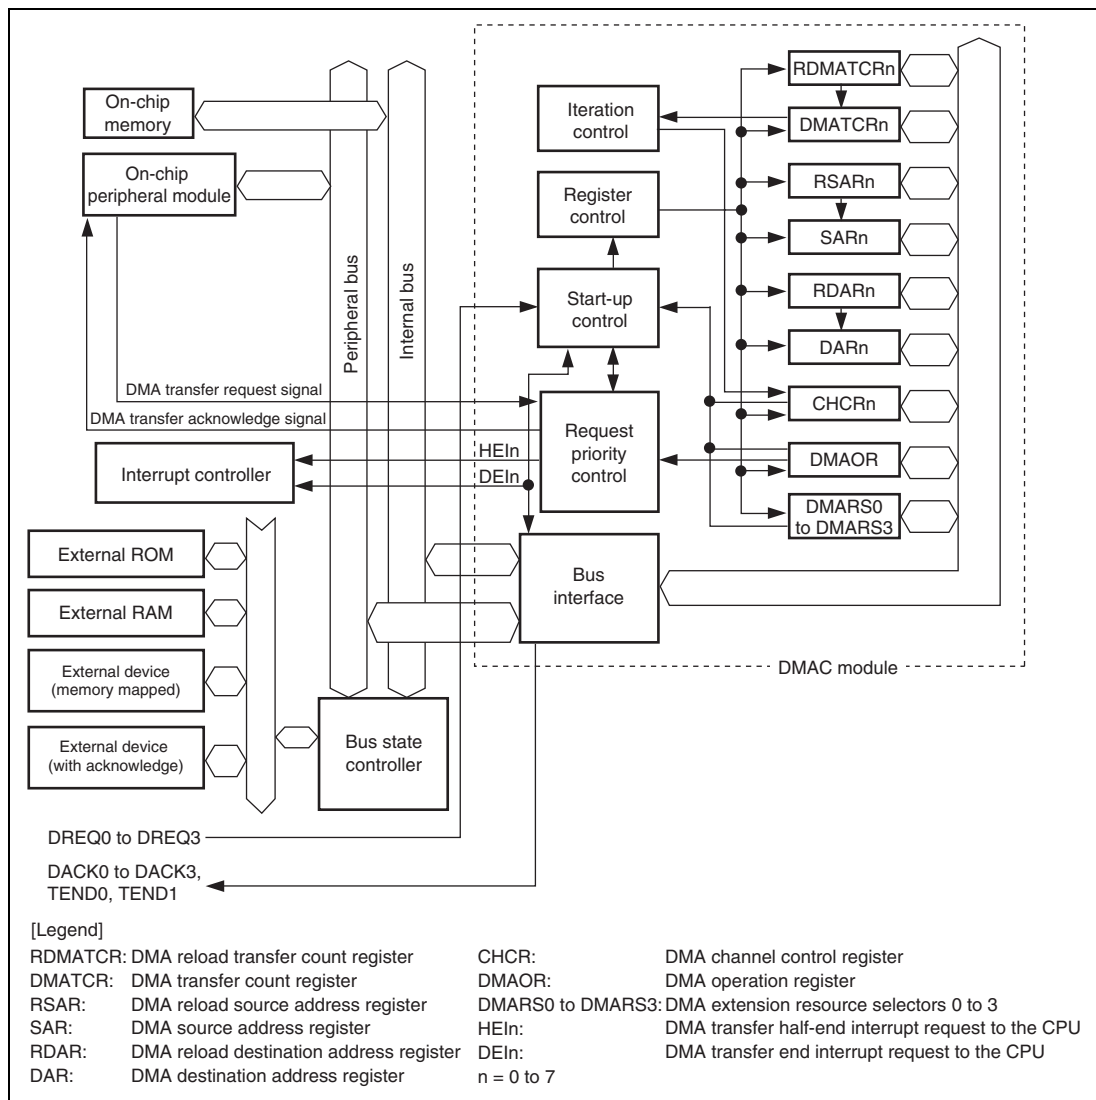 On-chip
memory
On-chip
peripheral module
Peripheral bus
Internal bus
Iteration
control
Register
control
Start-up
control
Request
priority
control
Bus
interface
RDMATCRn
DMATCRn
RSARn
SARn
RDARn
DARn
CHCRn
DMAOR
DMARS0
to DMARS3
DMA transfer request signal
DMA transfer acknowledge signal
HEIn
DEIn
Interrupt controller
External ROM
External RAM
External device
(memory mapped)
External device
(with acknowledge)
Bus state
controller
DMAC module
DREQ0 to DREQ3
DACK0 to DACK3,
TEND0, TEND1
[Legend]
RDMATCR: DMA reload transfer count register
DMATCR: DMA transfer count register
RSAR: DMA reload source address register
SAR: DMA source address register
RDAR: DMA reload destination address register
DAR: DMA destination address register
CHCR: DMA channel control register
DMAOR: DMA operation register
DMARS0 to DMARS3: DMA extension resource selectors 0 to 3
HEIn: DMA transfer half-end interrupt request to the CPU
DEIn: DMA transfer end interrupt request to the CPU
n = 0 to 7